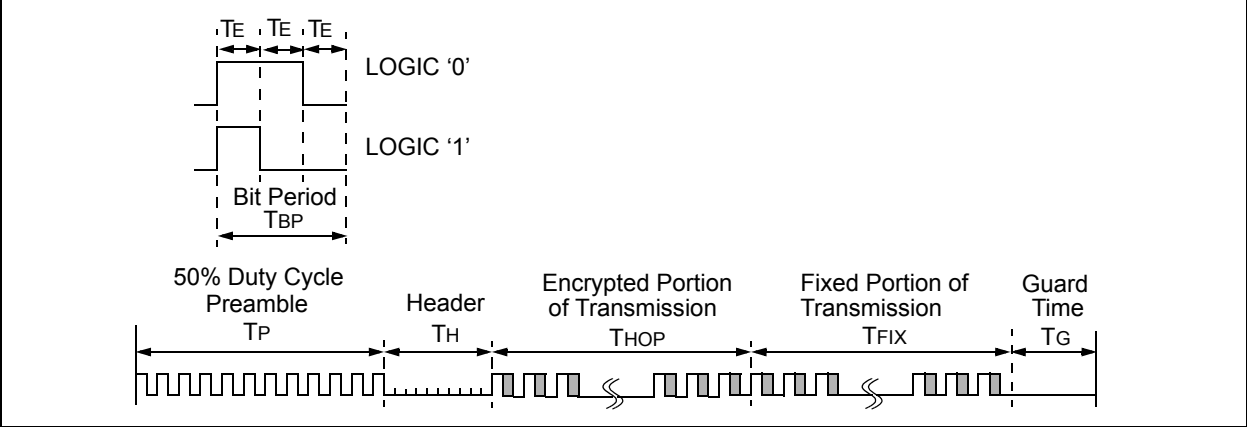 TE TE TE
LOGIC ‘0’
LOGIC ‘1’
Bit Period
TBP
50% Duty Cycle
Preamble
TP
Header
TH
Encrypted Portion
of Transmission
THOP
Fixed Portion of
Transmission
TFIX
Guard
Time
TG